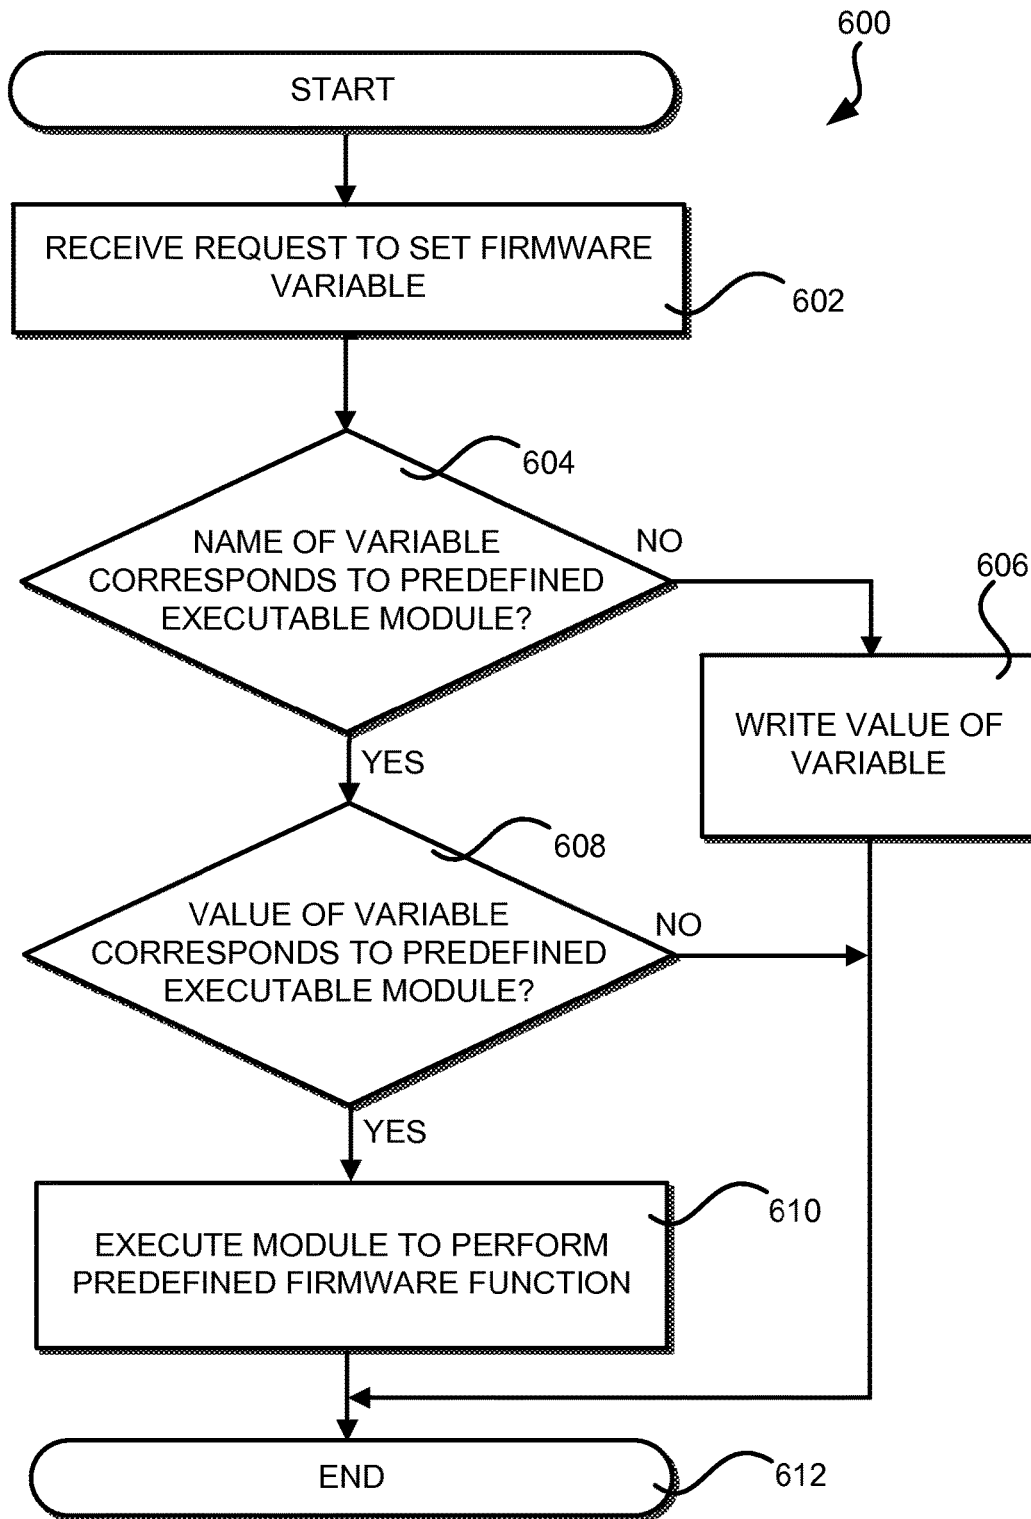 600
START
RECEIVE REQUEST TO SET FIRMWARE
VARIABLE
602
604
NAME OF VARIABLE
CORRESPONDS TO PREDEFINED
EXECUTABLE MODULE?
NO
606
WRITE VALUE OF
VARIABLE
YES
608
VALUE OF VARIABLE
CORRESPONDS TO PREDEFINED
EXECUTABLE MODULE?
NO
YES
610
EXECUTE MODULE TO PERFORM
PREDEFINED FIRMWARE FUNCTION
END
612